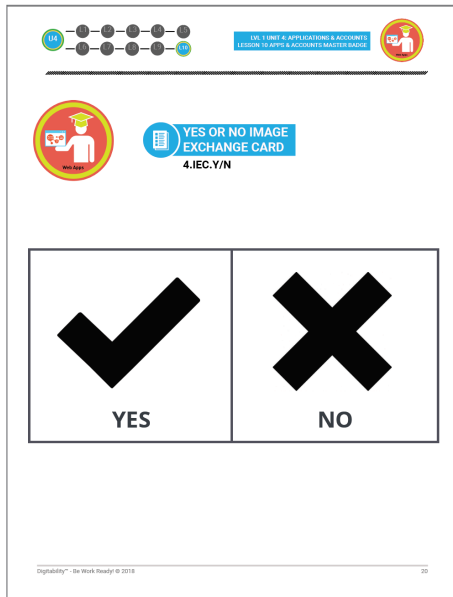 U4
L1 L2 L3 L4 L5
L6 L7 L8 L9 L10
LVL 1 UNIT 4: APPLICATIONS & ACCOUNTS
LESSON 10 APPS & ACCOUNTS MASTER BADGE
Web Apps
YES OR NO IMAGE
EXCHANGE CARD
4.IEC.Y/N
YES
NO
Digitability™ - Be Work Ready! © 2018
20